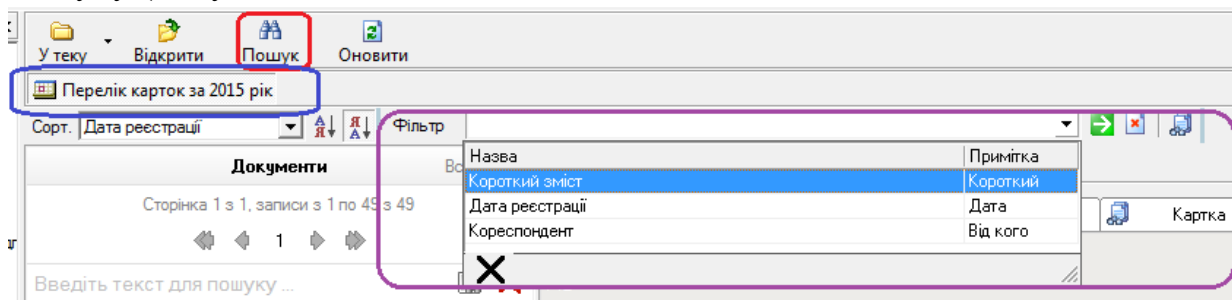 У теку Відкрити Пошук Оновити
Перелік карток за 2015 рік
Сорт. Дата реєстрації Фільтр
Назва Примітка
Короткий зміст Короткий
Дата реєстрації Дата
Кореспондент Від кого
Документи
Сторінка 1 з 1, записи з 1 по 49 з 49
1
Введіть текст для пошуку ...
Картка